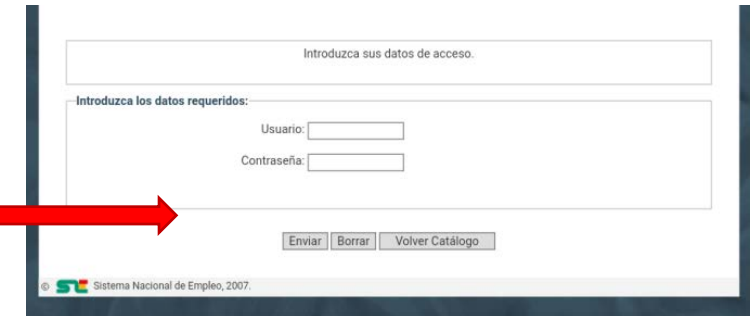 Introduzca sus datos de acceso.
Introduzca los datos requeridos:
Usuario:
Contraseña:
Enviar Borrar Volver Catálogo
© SNE Sistema Nacional de Empleo, 2007.